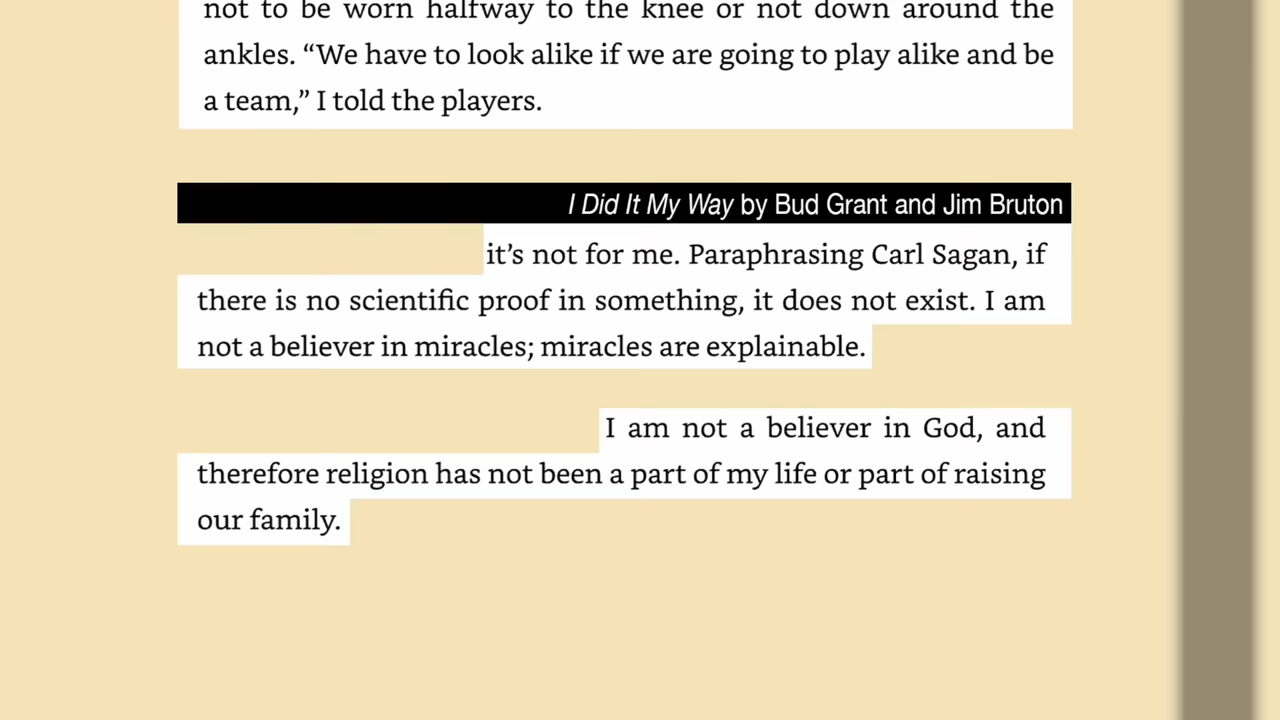 not to be worn halfway to the knee or not down around the
ankles. “We have to look alike if we are going to play alike and be
a team,” I told the players.
I Did It My Way by Bud Grant and Jim Bruton
it’s not for me. Paraphrasing Carl Sagan, if
there is no scientific proof in something, it does not exist. I am
not a believer in miracles; miracles are explainable.
I am not a believer in God, and
therefore religion has not been a part of my life or part of raising
our family.